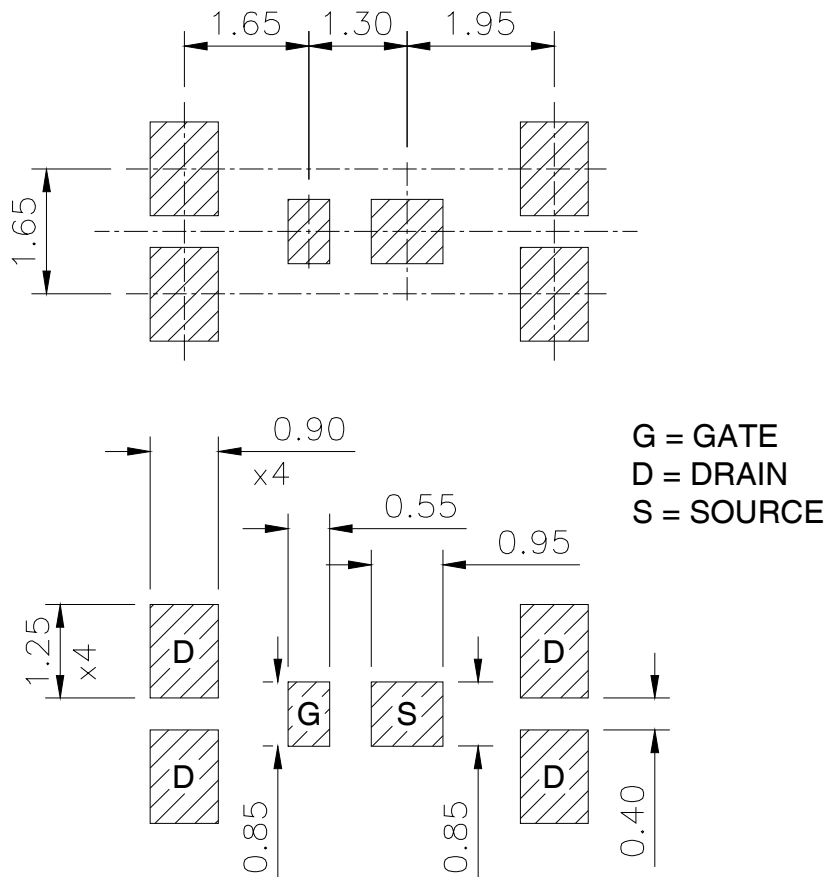 1.65 1.30 1.95
1.65
0.90
x4
0.55
0.95
G = GATE
D = DRAIN
S = SOURCE
1.25
x4
D
D
G
S
D
D
0.85
0.85
0.40